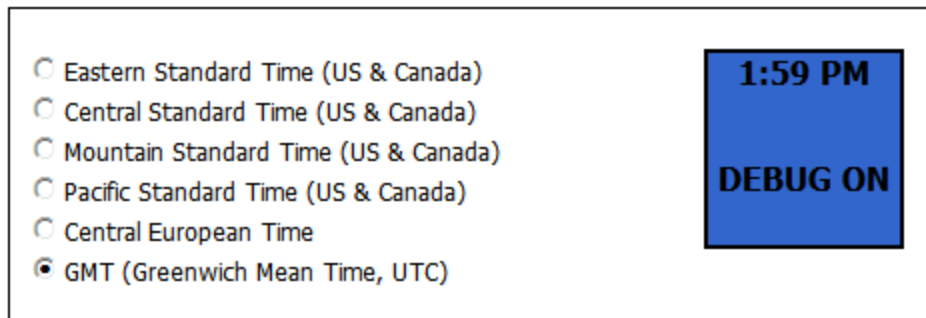 Eastern Standard Time (US & Canada)
Central Standard Time (US & Canada)
Mountain Standard Time (US & Canada)
Pacific Standard Time (US & Canada)
Central European Time
GMT (Greenwich Mean Time, UTC)
1:59 PM
DEBUG ON